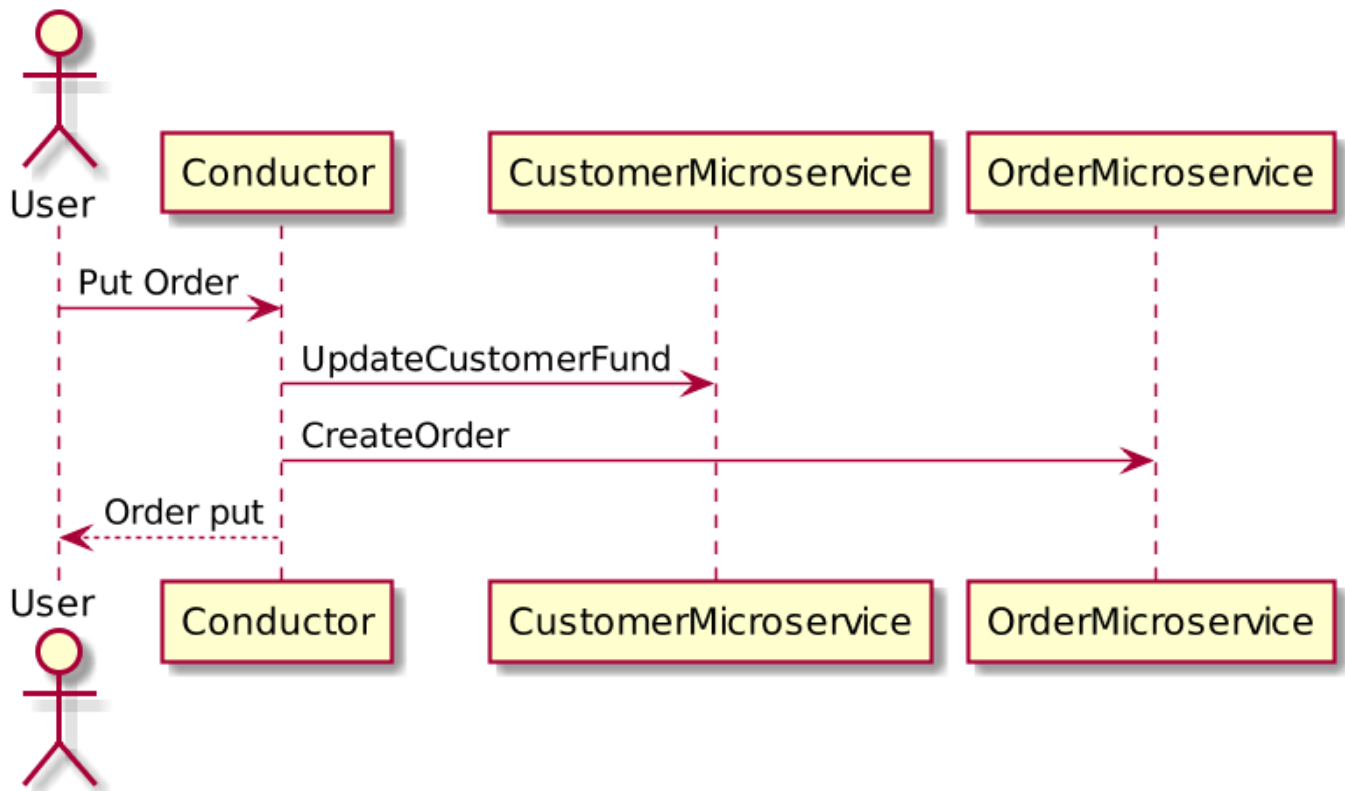 User
Conductor
CustomerMicroservice
OrderMicroservice
Put Order
UpdateCustomerFund
CreateOrder
Order put
User
Conductor
CustomerMicroservice
OrderMicroservice